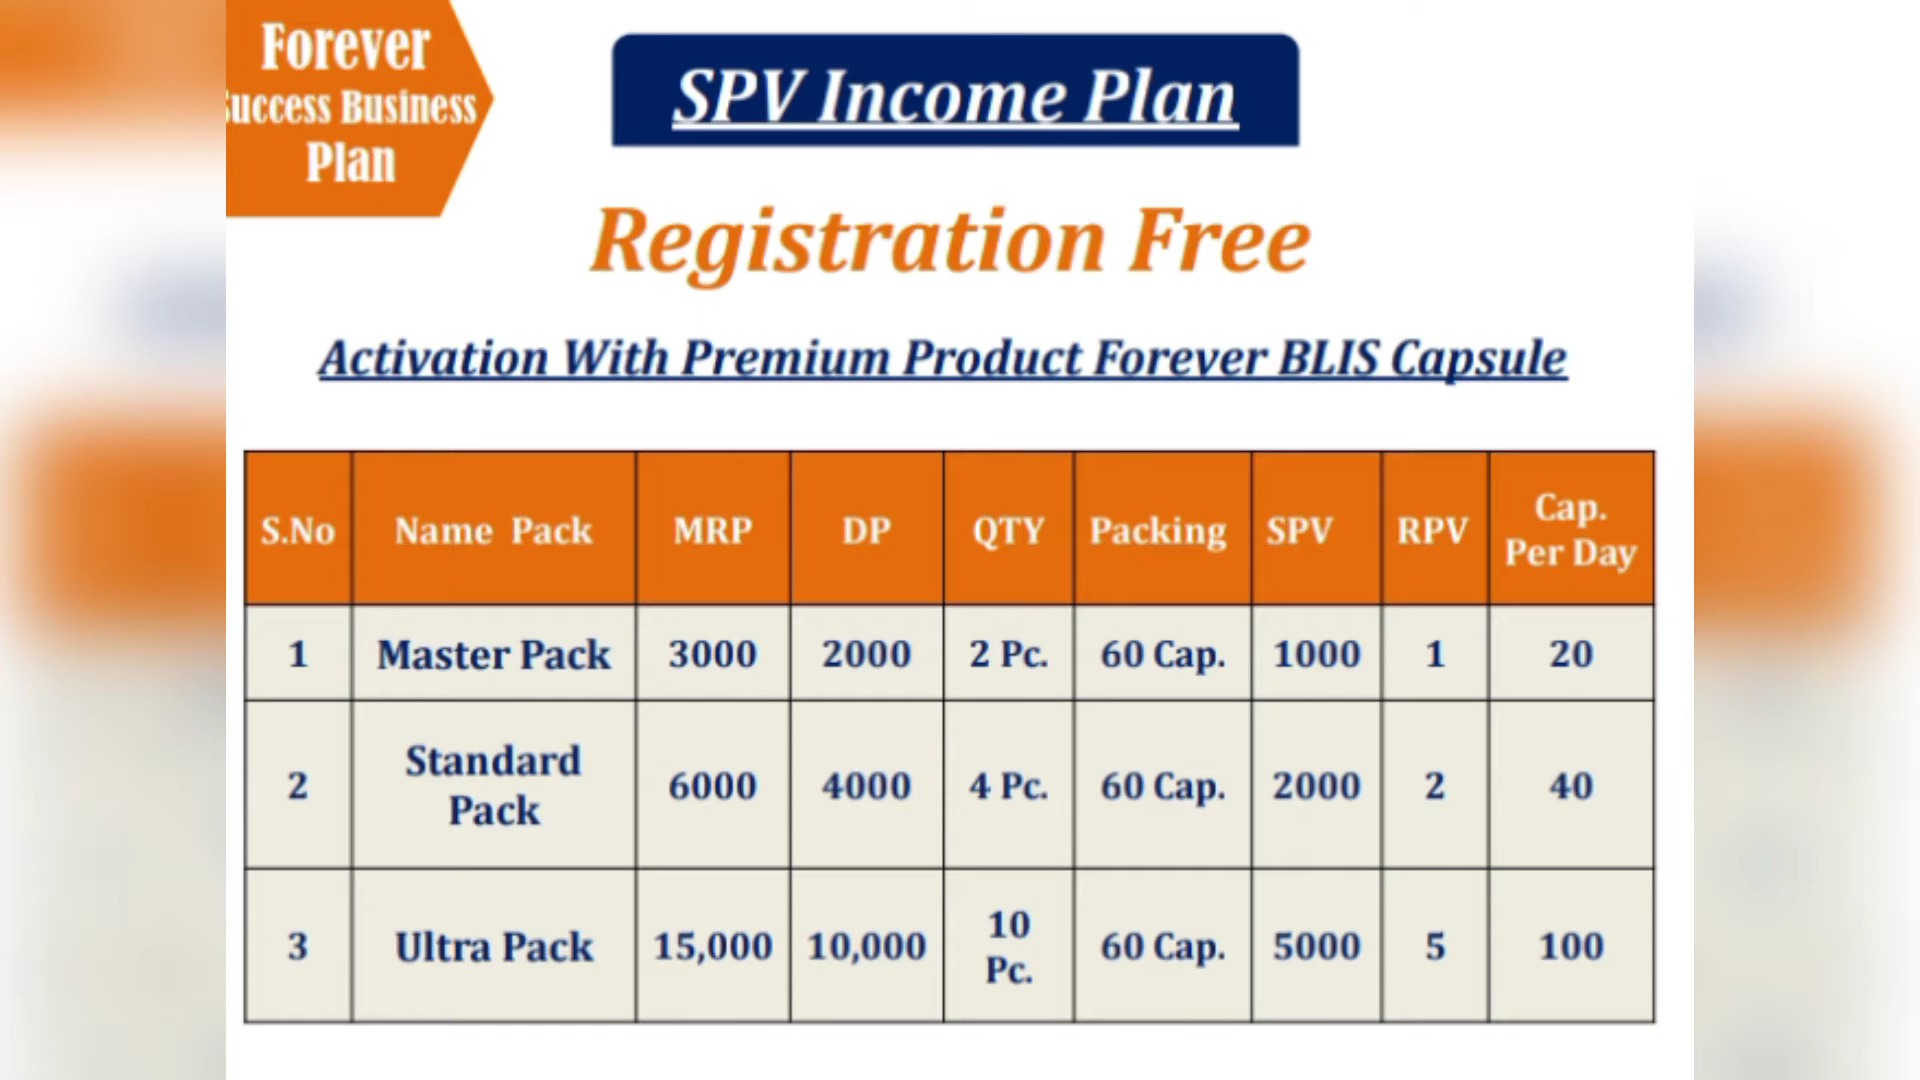 Forever
uccess Business
Plan
SPV Income Plan
Registration Free
Activation With Premium Product Forever BLIS Capsule
S.No Name Pack MRP DP QTY Packing SPV RPV Cap. Per Day
1 Master Pack 3000 2000 2 Pc. 60 Cap. 1000 1 20
2 Standard Pack 6000 4000 4 Pc. 60 Cap. 2000 2 40
3 Ultra Pack 15,000 10,000 10 Pc. 60 Cap. 5000 5 100